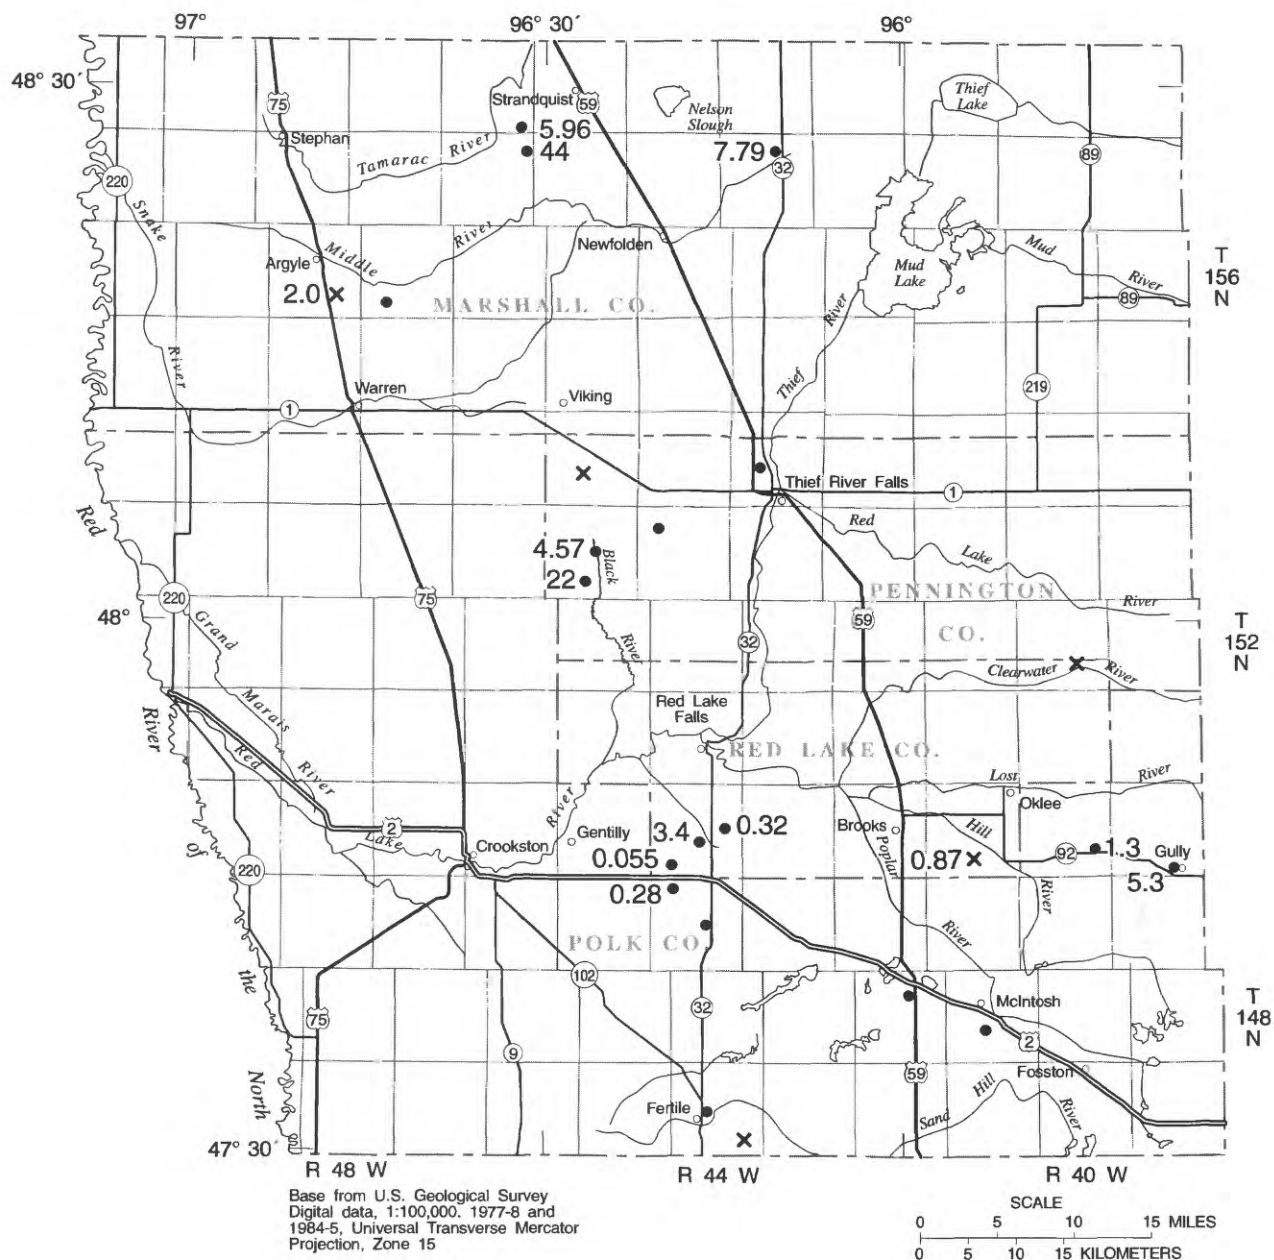 97°
96° 30´
96°
48° 30´
75
Strandquist
59
Nelson
Slough
Thief
Lake
Stephan
5.96
44
7.79
32
89
Tamarac River
220
Snake
River
Middle
River
Newfolden
Argyle
Mud
Lake
Mud
River
T
156
N
2.0
MARSHALL CO.
River
89
Thief
219
Warren
Viking
1
Thief River Falls
1
Red
Red
Lake
River
4.57
22
Black
River
PENNINGTON
CO.
48°
220
75
59
T
152
N
Grand
Marais
River
32
Clearwater
River
Red Lake
Falls
RED LAKE CO.
River
Red
Lake
Lost
River
Oklee
2
River
Gentilly
3.4
0.32
Brooks
Hill
River
Crookston
0.055
0.28
Poplar
River
0.87
92
1.3
Gully
5.3
of
220
POLK CO
the
102
McIntosh
T
148
N
75
32
2
9
59
Fosston
North
Fertile
Sand
Hill
River
47° 30´
R 48 W
R 44 W
R 40 W
Base from U.S. Geological Survey
Digital data, 1:100,000. 1977-8 and
1984-5, Universal Transverse Mercator
Projection, Zone 15
SCALE
0 5 10 15 MILES
0 5 10 15 KILOMETERS